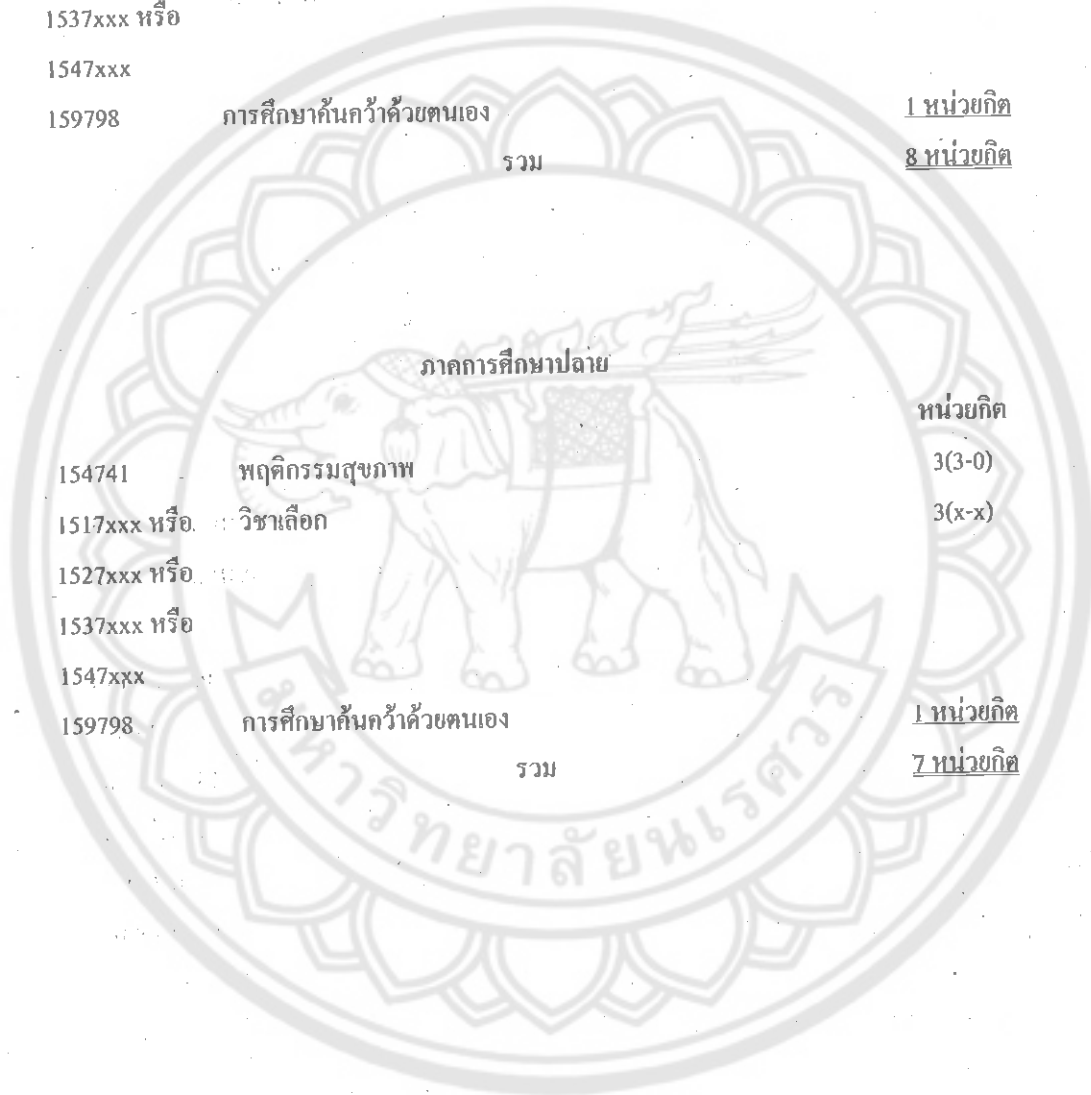 1537xxx หรือ
1547xxx
159798 การศึกษาค้นคว้าด้วยตนเอง 1 หน่วยกิต
รวม 8 หน่วยกิต
ภาคการศึกษาปลาย
หน่วยกิต
154741 พฤติกรรมสุขภาพ 3(3-0)
1517xxx หรือ วิชาเลือก 3(x-x)
1527xxx หรือ
1537xxx หรือ
1547xxx
159798 การศึกษาค้นคว้าด้วยตนเอง 1 หน่วยกิต
รวม 7 หน่วยกิต
มหาวิทยาลัยนเรศวร